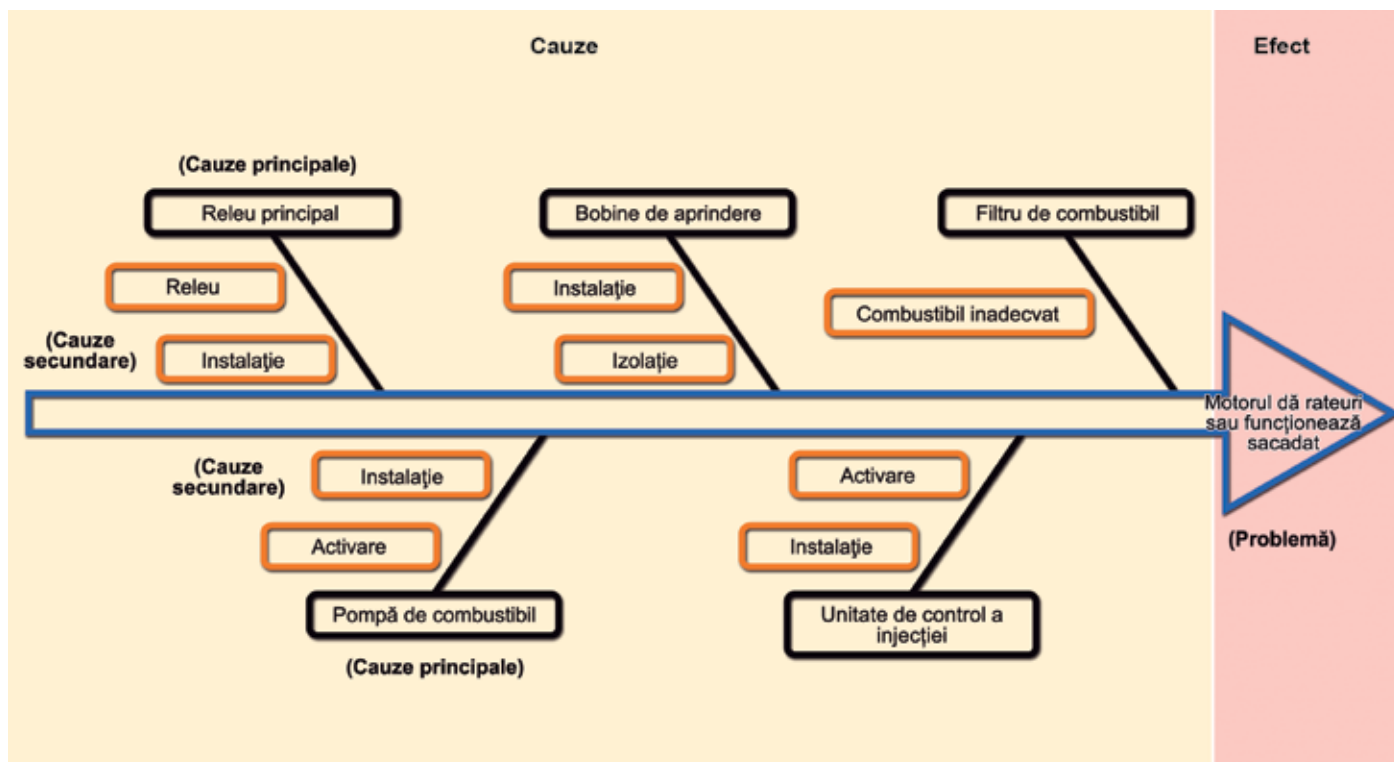 Cauze
Efect
(Cauze principale)
Releu principal
Bobine de aprindere
Filtru de combustibil
Releu
Instalaţie
Combustibil inadecvat
(Cauze
secundare)
Instalaţie
Izolaţie
Motorul dă rateuri
sau funcţionează
sacadat
(Cauze
secundare)
Instalaţie
Activare
Activare
Instalaţie
(Problemă)
Pompă de combustibil
Unitate de control a
injecţiei
(Cauze principale)